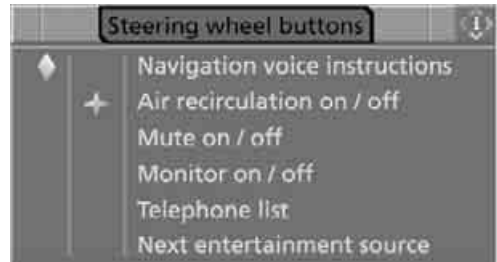 Steering wheel buttons
Navigation voice instructions
Air recirculation on / off
Mute on / off
Monitor on / off
Telephone list
Next entertainment source